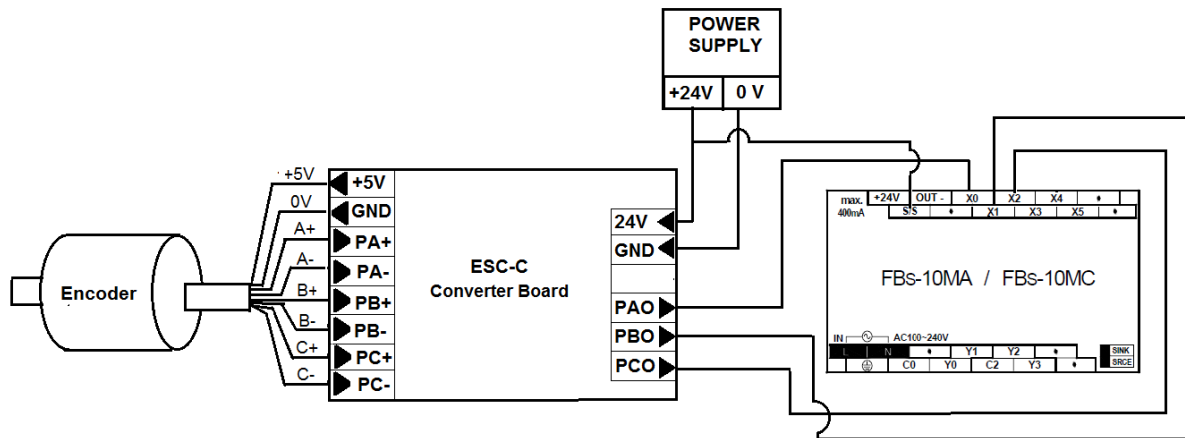 POWER
SUPPLY
+24V 0 V
+5V
0V
A+
A-
B+
B-
C+
C-
Encoder
+5V
GND
PA+
PA-
PB+
PB-
PC+
PC-
ESC-C
Converter Board
24V
GND
PAO
PBO
PCO
max.
400mA
+24V OUT - X0 X2 X4
S/S X1 X3 X5
FBS-10MA / FBS-10MC
IN AC100~240V
L N Y1 Y2
C0 Y0 C2 Y3
SINK
SRCE